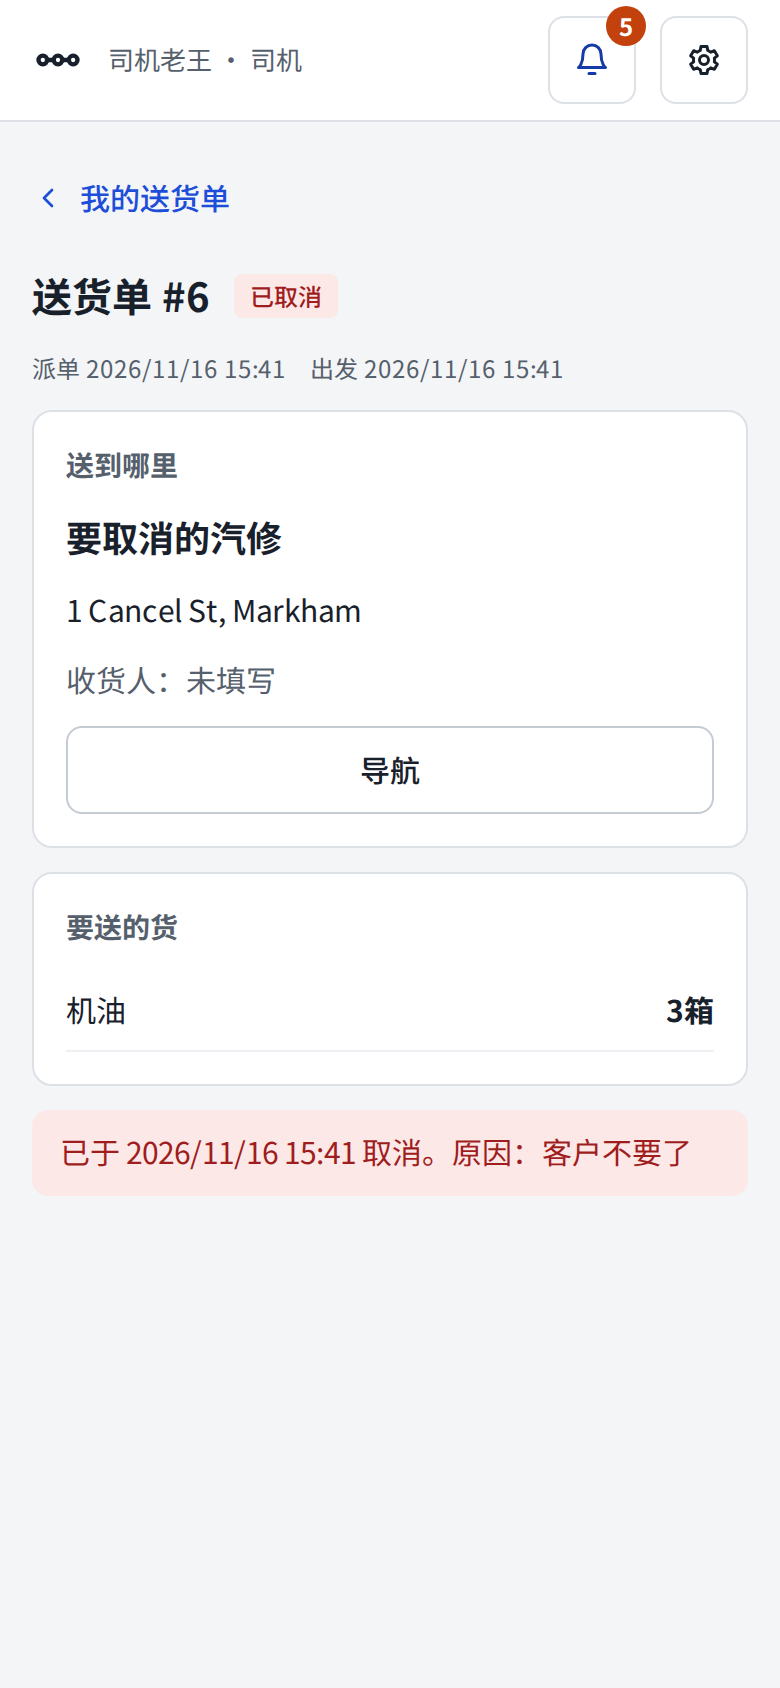 司机老王 · 司机
5
我的送货单
送货单 #6
已取消
派单 2026/11/16 15:41 出发 2026/11/16 15:41
送到哪里
要取消的汽修
1 Cancel St, Markham
收货人：未填写
导航
要送的货
机油 3箱
已于 2026/11/16 15:41 取消。原因：客户不要了